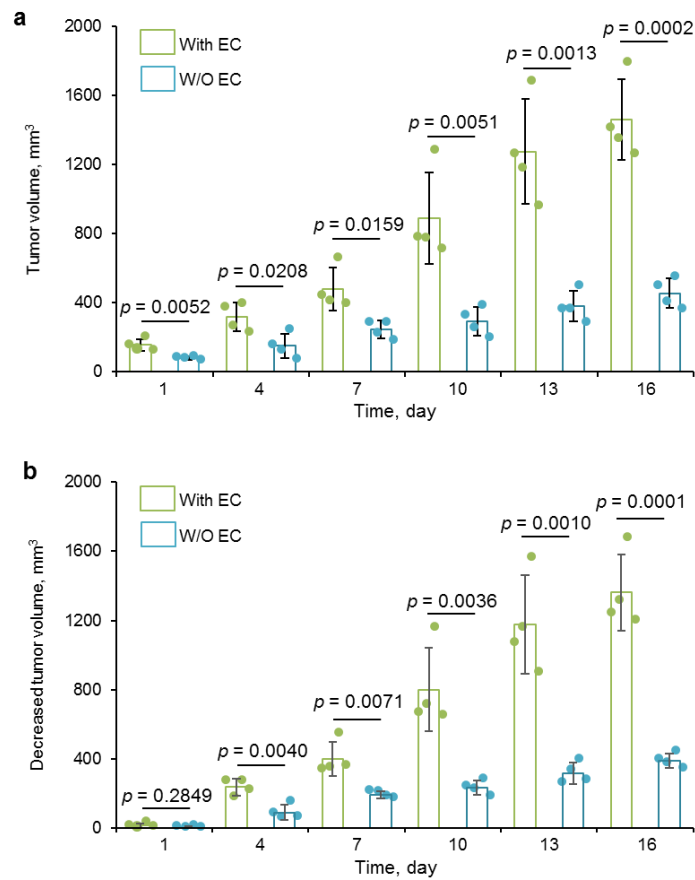 a
2000
1600
1200
800
400
0
Tumor volume, mm³
With EC
W/O EC
p = 0.0052
p = 0.0208
p = 0.0159
p = 0.0051
p = 0.0013
p = 0.0002
1 4 7 10 13 16
Time, day
b
2000
1600
1200
800
400
0
Decreased tumor volume, mm³
With EC
W/O EC
p = 0.2849
p = 0.0040
p = 0.0071
p = 0.0036
p = 0.0010
p = 0.0001
1 4 7 10 13 16
Time, day